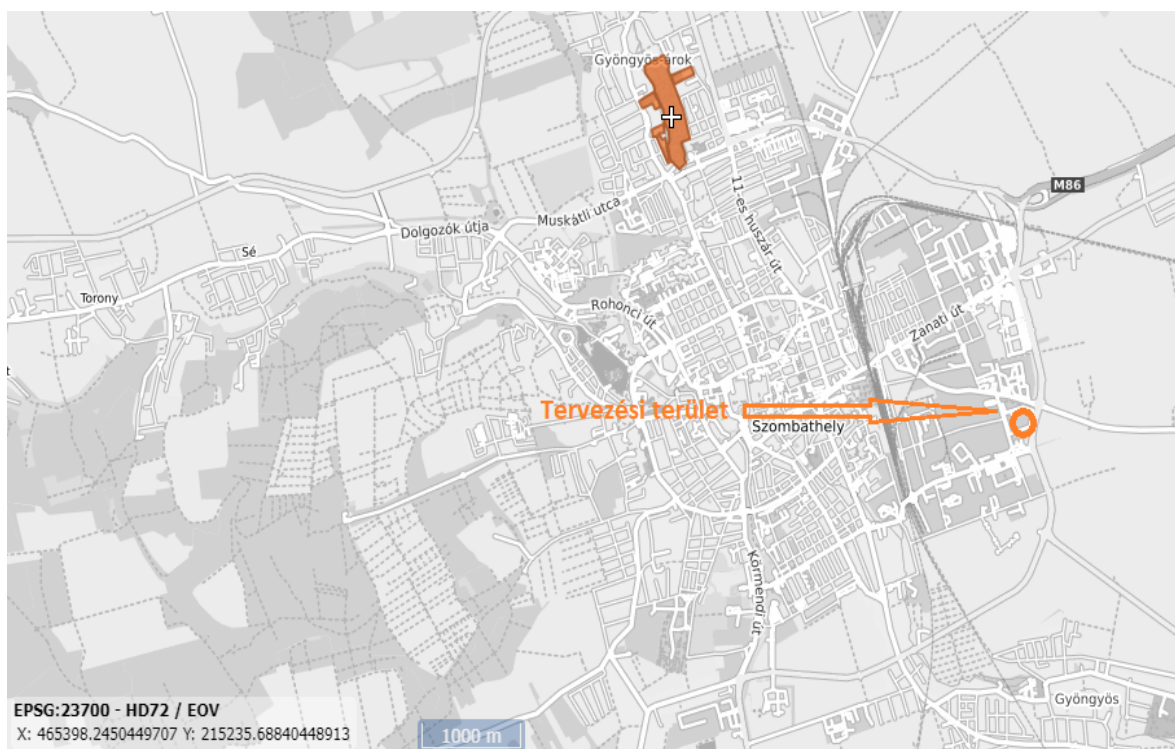 Gyöngyös-árok
M86
11-es huszár út
Muskátli utca
Dolgozók útja
Sé
Torony
Rohonci út
Zanati út
t
Tervezési terület
Szombathely
Körmendi út
Gyöngyös
EPSG:23700 - HD72 / EOV
X: 465398.2450449707 Y: 215235.68840448913
1000 m